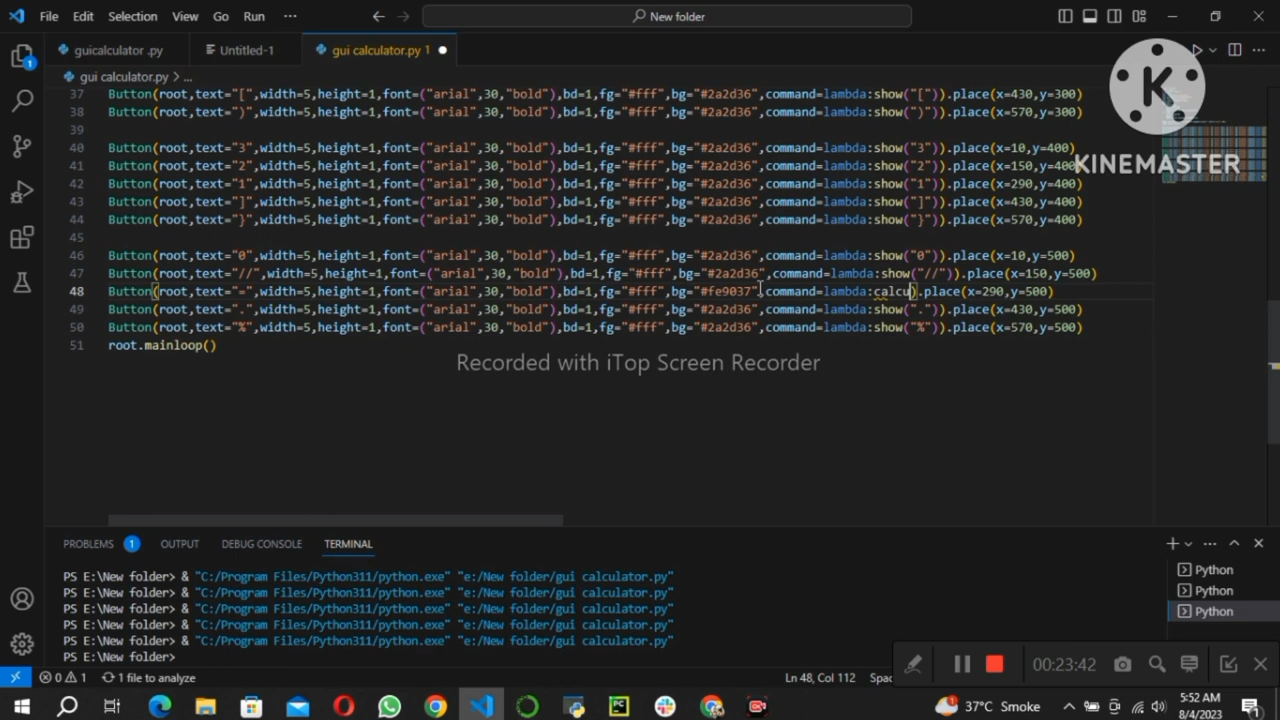 File Edit Selection View Go Run ··· New folder
guicalculator .py Untitled-1 gui calculator.py 1
gui calculator.py > ...
37 Button(root,text="[",width=5,height=1,font=("arial",30,"bold"),bd=1,fg="#fff",bg="#2a2d36",command=lambda:show("[")).place(x=430,y=300)
38 Button(root,text=")",width=5,height=1,font=("arial",30,"bold"),bd=1,fg="#fff",bg="#2a2d36",command=lambda:show(")")).place(x=570,y=300)
39
40 Button(root,text="3",width=5,height=1,font=("arial",30,"bold"),bd=1,fg="#fff",bg="#2a2d36",command=lambda:show("3")).place(x=10,y=400)
41 Button(root,text="2",width=5,height=1,font=("arial",30,"bold"),bd=1,fg="#fff",bg="#2a2d36",command=lambda:show("2")).place(x=150,y=400)
42 Button(root,text="1",width=5,height=1,font=("arial",30,"bold"),bd=1,fg="#fff",bg="#2a2d36",command=lambda:show("1")).place(x=290,y=400)
43 Button(root,text="]",width=5,height=1,font=("arial",30,"bold"),bd=1,fg="#fff",bg="#2a2d36",command=lambda:show("]")).place(x=430,y=400)
44 Button(root,text="}",width=5,height=1,font=("arial",30,"bold"),bd=1,fg="#fff",bg="#2a2d36",command=lambda:show("}")).place(x=570,y=400)
45
46 Button(root,text="0",width=5,height=1,font=("arial",30,"bold"),bd=1,fg="#fff",bg="#2a2d36",command=lambda:show("0")).place(x=10,y=500)
47 Button(root,text="//",width=5,height=1,font=("arial",30,"bold"),bd=1,fg="#fff",bg="#2a2d36",command=lambda:show("//")).place(x=150,y=500)
48 Button(root,text="=",width=5,height=1,font=("arial",30,"bold"),bd=1,fg="#fff",bg="#fe9037",command=lambda:calcu).place(x=290,y=500)
49 Button(root,text=".",width=5,height=1,font=("arial",30,"bold"),bd=1,fg="#fff",bg="#2a2d36",command=lambda:show(".")).place(x=430,y=500)
50 Button(root,text="%",width=5,height=1,font=("arial",30,"bold"),bd=1,fg="#fff",bg="#2a2d36",command=lambda:show("%")).place(x=570,y=500)
51 root.mainloop()
K
KINEMASTER
Recorded with iTop Screen Recorder
PROBLEMS 1 OUTPUT DEBUG CONSOLE TERMINAL
PS E:\New folder> & "C:/Program Files/Python311/python.exe" "e:/New folder/gui calculator.py"
PS E:\New folder> & "C:/Program Files/Python311/python.exe" "e:/New folder/gui calculator.py"
PS E:\New folder> & "C:/Program Files/Python311/python.exe" "e:/New folder/gui calculator.py"
PS E:\New folder> & "C:/Program Files/Python311/python.exe" "e:/New folder/gui calculator.py"
PS E:\New folder> & "C:/Program Files/Python311/python.exe" "e:/New folder/gui calculator.py"
PS E:\New folder>
Python
Python
Python
00:23:42
0 1 1 file to analyze Ln 48, Col 112 Spac
37°C Smoke 5:52 AM
8/4/2023